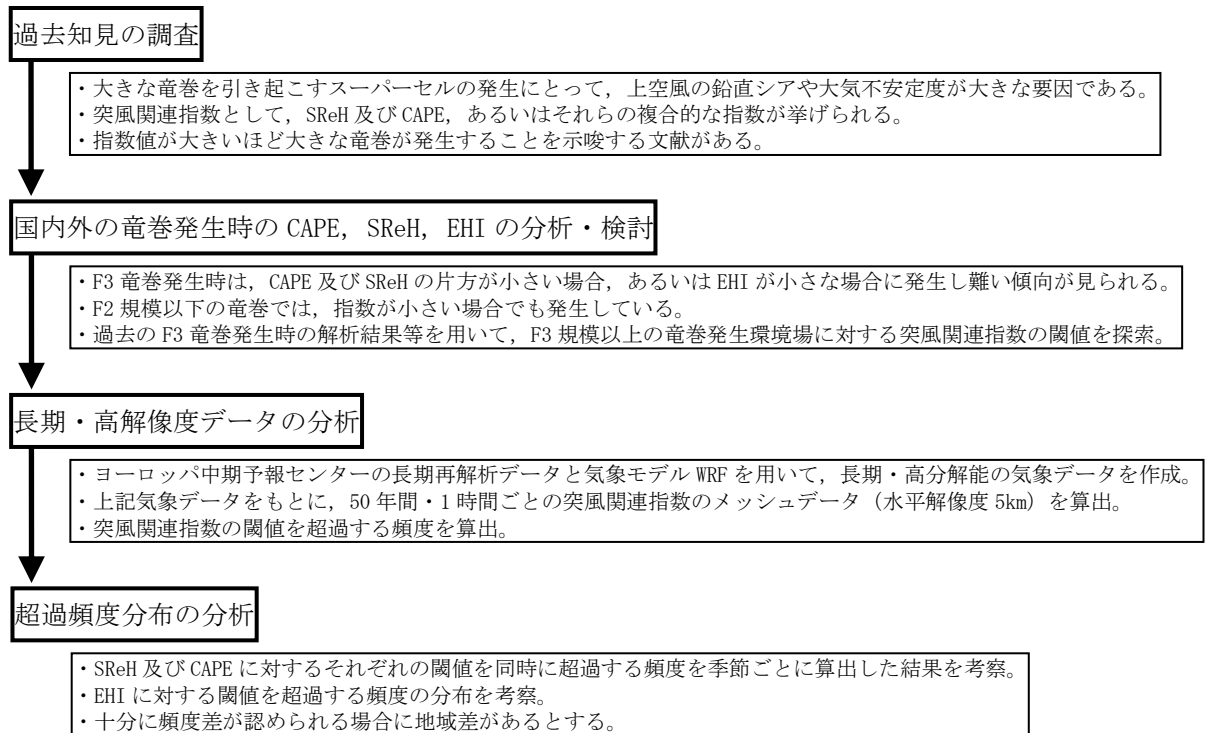 過去知見の調査
・大きな竜巻を引き起こすスーパーセルの発生にとって，上空風の鉛直シアや大気不安定度が大きな要因である。
・突風関連指数として，SReH 及び CAPE，あるいはそれらの複合的な指数が挙げられる。
・指数値が大きいほど大きな竜巻が発生することを示唆する文献がある。
国内外の竜巻発生時の CAPE，SReH，EHI の分析・検討
・F3 竜巻発生時は，CAPE 及び SReH の片方が小さい場合，あるいは EHI が小さな場合に発生し難い傾向が見られる。
・F2 規模以下の竜巻では，指数が小さい場合でも発生している。
・過去の F3 竜巻発生時の解析結果等を用いて，F3 規模以上の竜巻発生環境場に対する突風関連指数の閾値を探索。
長期・高解像度データの分析
・ヨーロッパ中期予報センターの長期再解析データと気象モデル WRF を用いて，長期・高分解能の気象データを作成。
・上記気象データをもとに，50 年間・1 時間ごとの突風関連指数のメッシュデータ（水平解像度 5km）を算出。
・突風関連指数の閾値を超過する頻度を算出。
超過頻度分布の分析
・SReH 及び CAPE に対するそれぞれの閾値を同時に超過する頻度を季節ごとに算出した結果を考察。
・EHI に対する閾値を超過する頻度の分布を考察。
・十分に頻度差が認められる場合に地域差があるとする。